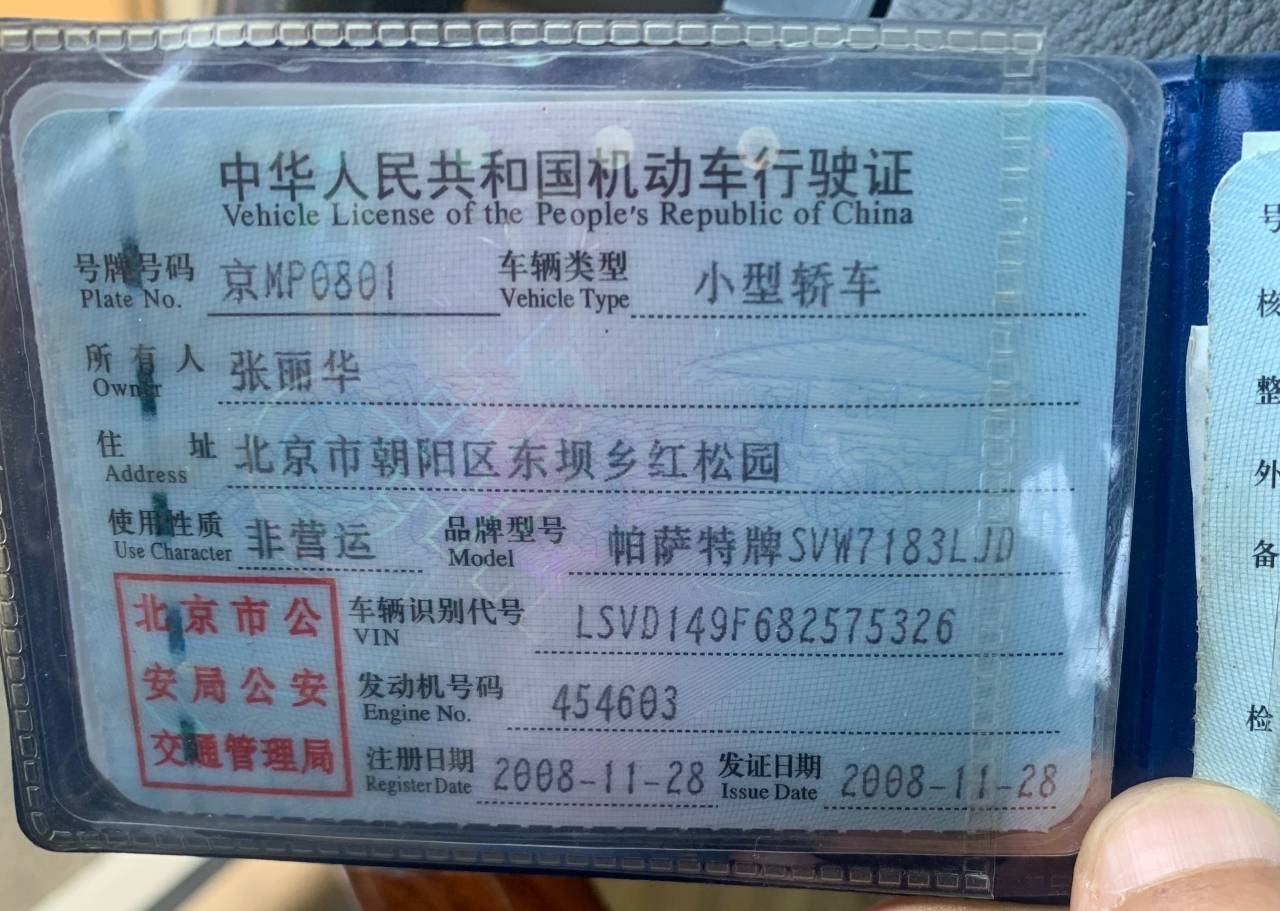 中华人民共和国机动车行驶证
Vehicle License of the People's Republic of China
号牌号码 京MP0801 车辆类型 小型轿车
Plate No. Vehicle Type
所有人 张丽华
Owner
住址 北京市朝阳区东坝乡红松园
Address
使用性质 非营运 品牌型号 帕萨特牌SVW7183LJD
Use Character Model
北京市公
安局公安
交通管理局
车辆识别代号 LSVD149F682575326
VIN
发动机号码 454603
Engine No.
注册日期 2008-11-28 发证日期 2008-11-28
Register Date Issue Date
号
核
整
外
备
检